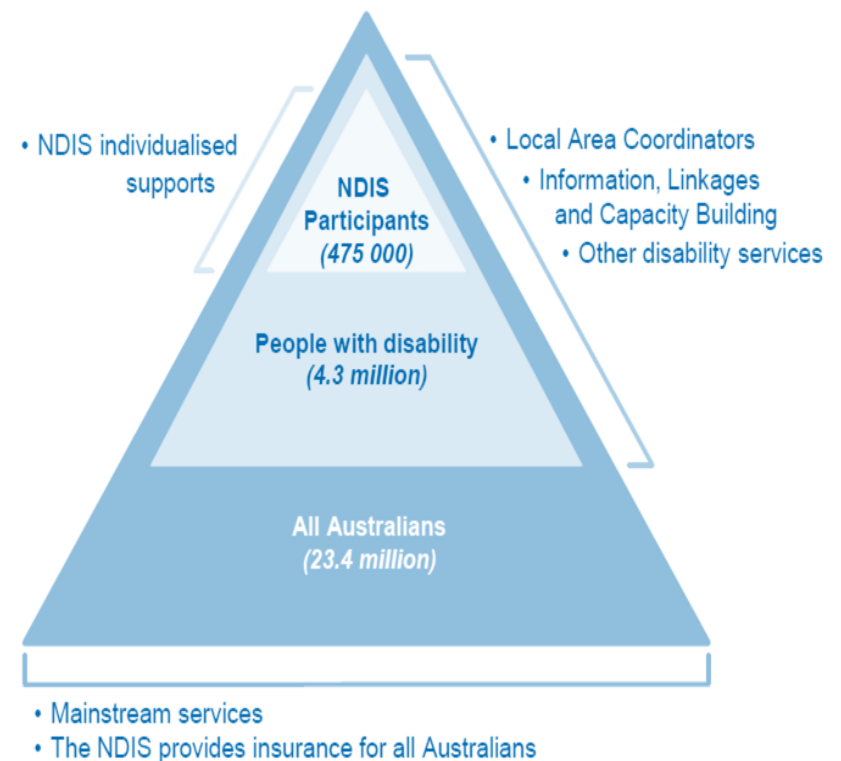 • NDIS individualised
supports
• Local Area Coordinators
• Information, Linkages
and Capacity Building
• Other disability services
NDIS
Participants
(475 000)
People with disability
(4.3 million)
All Australians
(23.4 million)
• Mainstream services
• The NDIS provides insurance for all Australians